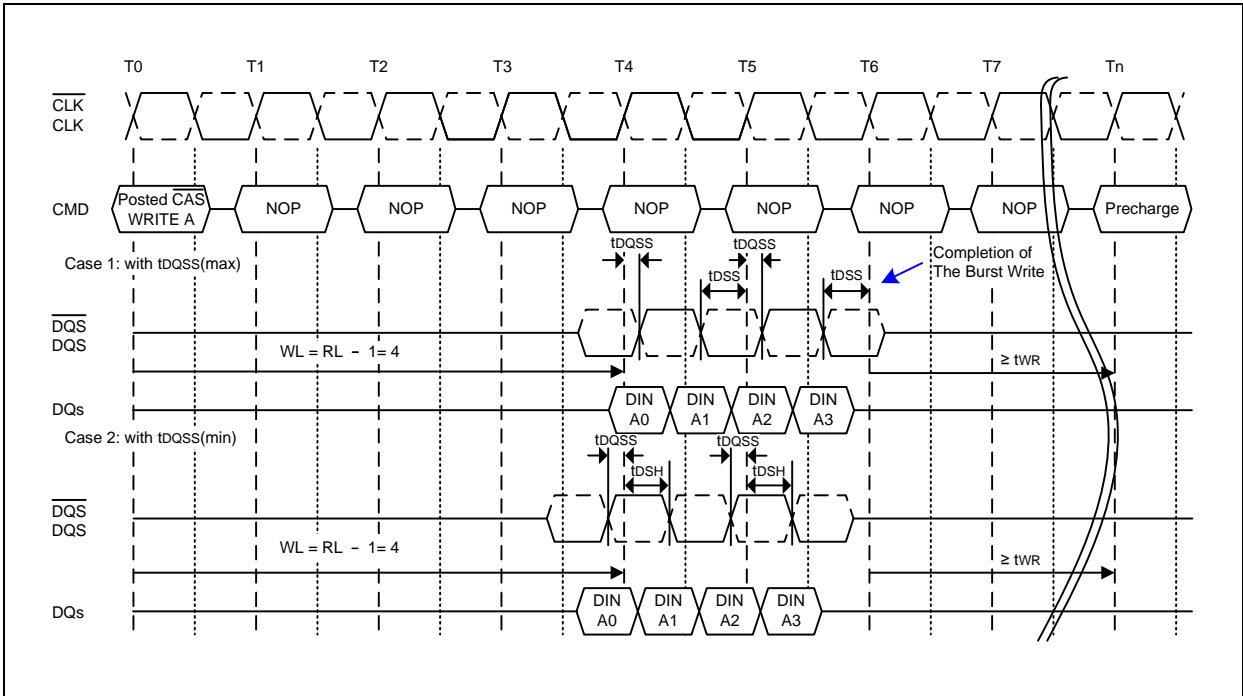 T0 T1 T2 T3 T4 T5 T6 T7 Tn
CLK
CLK
CMD
Posted CAS
WRITE A
NOP NOP NOP NOP NOP NOP NOP Precharge
Case 1: with tDQSS(max)
tDQSS tDQSS
tDSS tDSS
Completion of
The Burst Write
DQS
DQS
WL = RL - 1= 4
≥ tWR
DQs
DIN
A0
DIN
A1
DIN
A2
DIN
A3
Case 2: with tDQSS(min)
tDQSS tDQSS
tDSH tDSH
DQS
DQS
WL = RL - 1= 4
≥ tWR
DQs
DIN
A0
DIN
A1
DIN
A2
DIN
A3